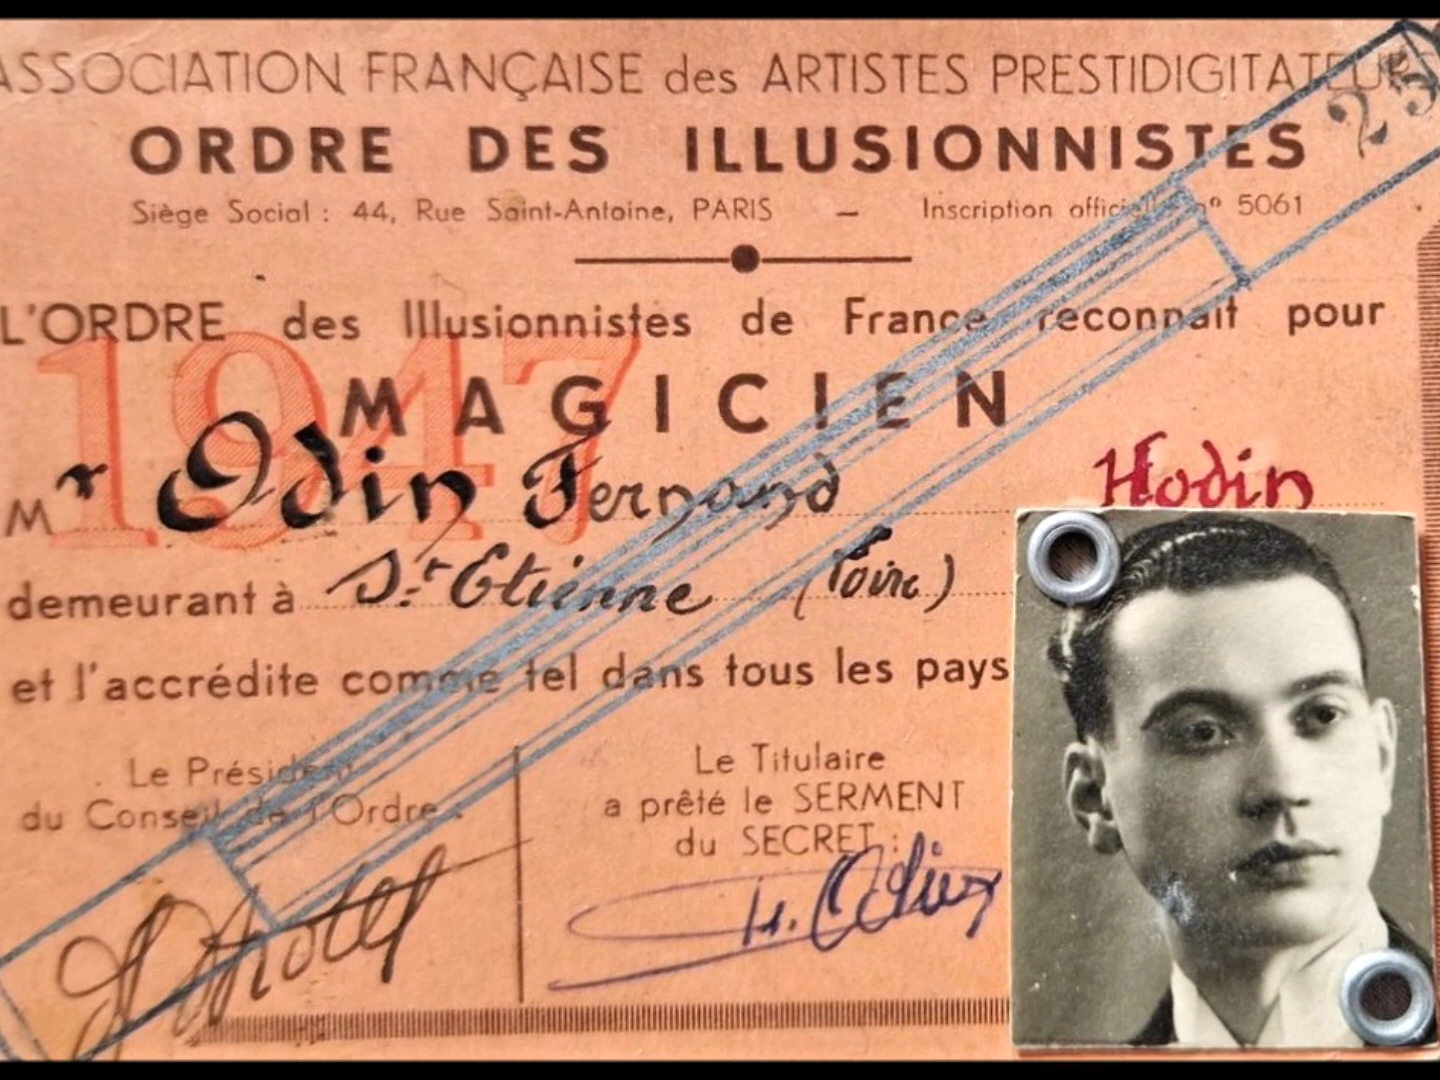 ASSOCIATION FRANÇAISE des ARTISTES PRESTIDIGITATEURS
ORDRE DES ILLUSIONNISTES
Siège Social : 44, Rue Saint-Antoine, PARIS — Inscription officielle nº 5061
L'ORDRE des Illusionnistes de France reconnait pour
1947
MAGICIEN
Mr Odin Fernand Hodin
demeurant à St Etienne (Loire)
et l'accrédite comme tel dans tous les pays
Le Président
du Conseil de l'Ordre.
Le Titulaire
a prêté le SERMENT
du SECRET :
H. Odin